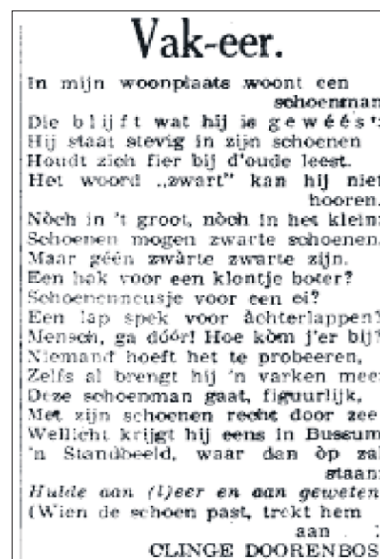 Vak-eer.
In mijn woonplaats woont een
schoenman
Die blijft wat hij is gewéést:
Hij staat stevig in zijn schoenen
Houdt zich fier bij d'oude leest.
Het woord „zwart” kan hij niet
hooren.
Nòch in 't groot, nòch in het klein:
Schoenen mogen zwarte schoenen.
Maar géén zwàrte zwarte zijn.
Een hak voor een klontje boter?
Schoenenneusje voor een ei?
Een lap spek voor àchterlappen?
Mensch, ga dóór! Hoe kòm j'er bij?
Niemand hoeft het te probeeren,
Zelfs al brengt hij 'n varken mee:
Deze schoenman gaat, figuurlijk,
Met zijn schoenen recht door zee
Wellicht krijgt hij eens in Bussum
'n Standbeeld, waar dan òp zal
staan:
Hulde aan (l)eer en aan geweten
(Wien de schoen past, trekt hem
aan
CLINGE DOORENBOS